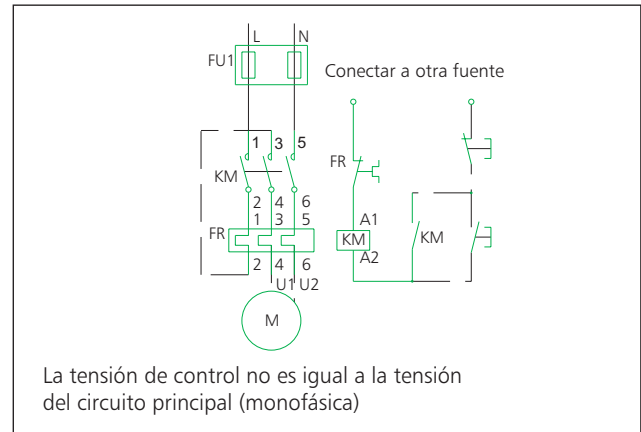 L N
FU1
Conectar a otra fuente
1 3 5
KM
FR
2 4 6
1 3 5
FR
A1
KM
A2
KM
2 4 6
U1 U2
M
La tensión de control no es igual a la tensión
del circuito principal (monofásica)